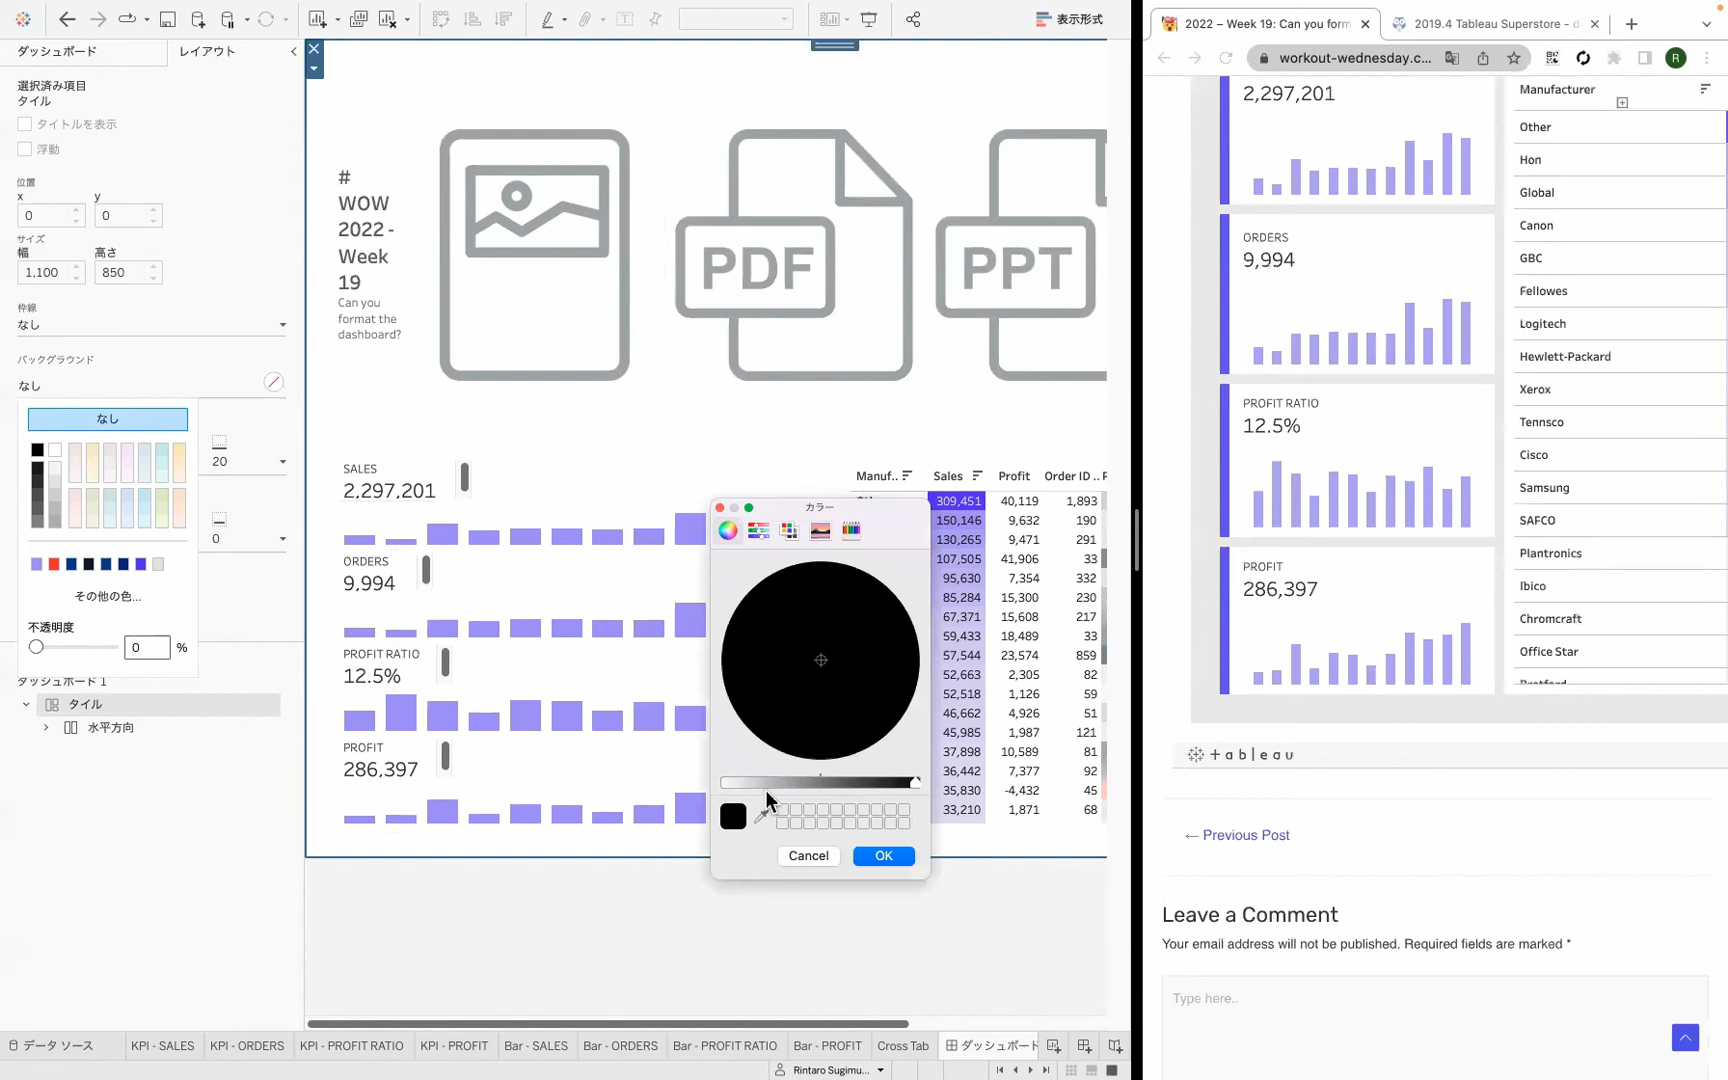 表示形式
ダッシュボード
レイアウト
選択済み項目
タイル
タイトルを表示
浮動
位置
x y
0 0
サイズ
幅 高さ
1,100 850
枠線
なし
バックグラウンド
なし
なし
20
0
その他の色...
不透明度
0 %
ダッシュボード 1
タイル
水平方向
#
WOW
2022 -
Week
19
Can you
format the
dashboard?
PDF
PPT
SALES
2,297,201
ORDERS
9,994
PROFIT RATIO
12.5%
PROFIT
286,397
Manuf.. Sales Profit Order ID ..
309,451 40,119 1,893
150,146 9,632 190
130,265 9,471 291
107,505 41,906 33
95,630 7,354 332
85,284 15,300 230
67,371 15,608 217
59,433 18,489 33
57,544 23,574 859
52,663 2,305 82
52,518 1,126 59
46,662 4,926 51
45,985 1,987 121
37,898 10,589 81
36,442 7,377 92
35,830 -4,432 45
33,210 1,871 68
カラー
Cancel OK
データ ソース KPI - SALES KPI - ORDERS KPI - PROFIT RATIO KPI - PROFIT Bar - SALES Bar - ORDERS Bar - PROFIT RATIO Bar - PROFIT Cross Tab ダッシュボード
Rintaro Sugimu...
2022 – Week 19: Can you form
2019.4 Tableau Superstore - d
workout-wednesday.c...
R
2,297,201
ORDERS
9,994
PROFIT RATIO
12.5%
PROFIT
286,397
Manufacturer
Other
Hon
Global
Canon
GBC
Fellowes
Logitech
Hewlett-Packard
Xerox
Tennsco
Cisco
Samsung
SAFCO
Plantronics
Ibico
Chromcraft
Office Star
+ableau
← Previous Post
Leave a Comment
Your email address will not be published. Required fields are marked *
Type here..